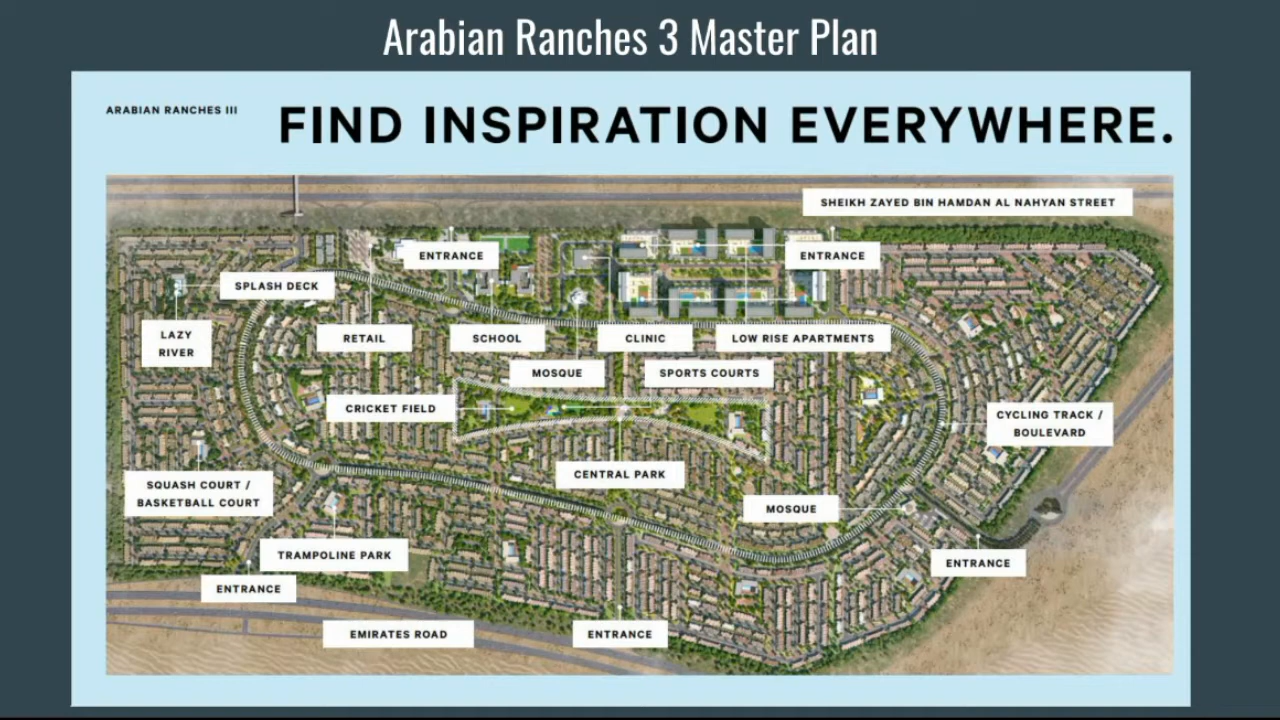 Arabian Ranches 3 Master Plan
ARABIAN RANCHES III
FIND INSPIRATION EVERYWHERE.
SHEIKH ZAYED BIN HAMDAN AL NAHYAN STREET
ENTRANCE
ENTRANCE
SPLASH DECK
LAZY
RIVER
RETAIL
SCHOOL
CLINIC
LOW RISE APARTMENTS
MOSQUE
SPORTS COURTS
CRICKET FIELD
CYCLING TRACK /
BOULEVARD
CENTRAL PARK
SQUASH COURT /
BASKETBALL COURT
MOSQUE
TRAMPOLINE PARK
ENTRANCE
ENTRANCE
EMIRATES ROAD
ENTRANCE